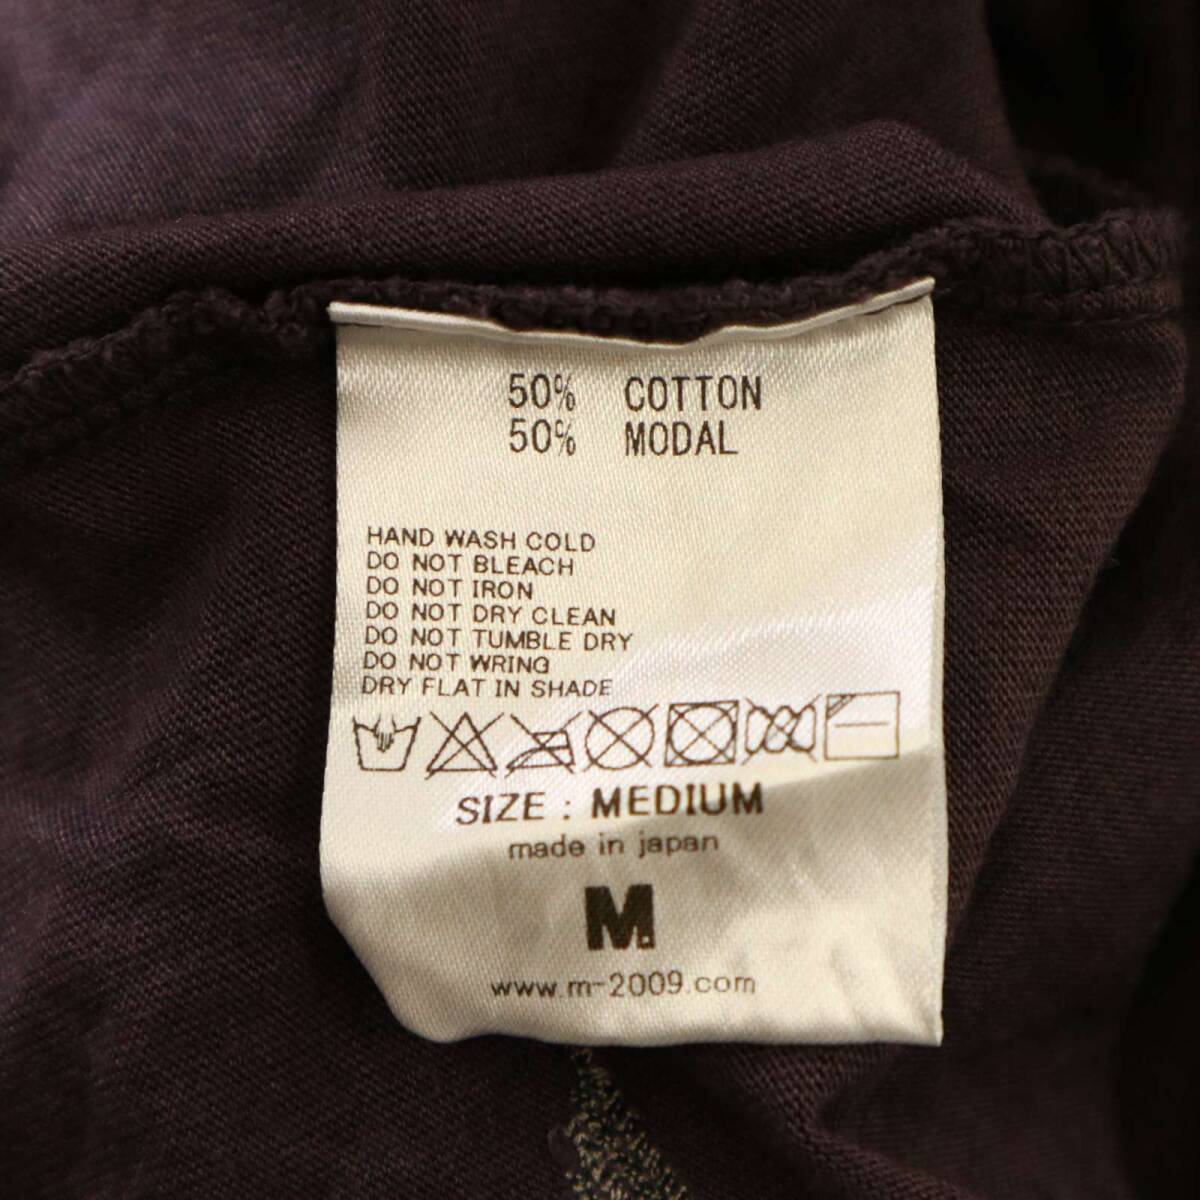 50% COTTON
50% MODAL
HAND WASH COLD
DO NOT BLEACH
DO NOT IRON
DO NOT DRY CLEAN
DO NOT TUMBLE DRY
DO NOT WRING
DRY FLAT IN SHADE
SIZE : MEDIUM
made in japan
M.
www.m-2009.com